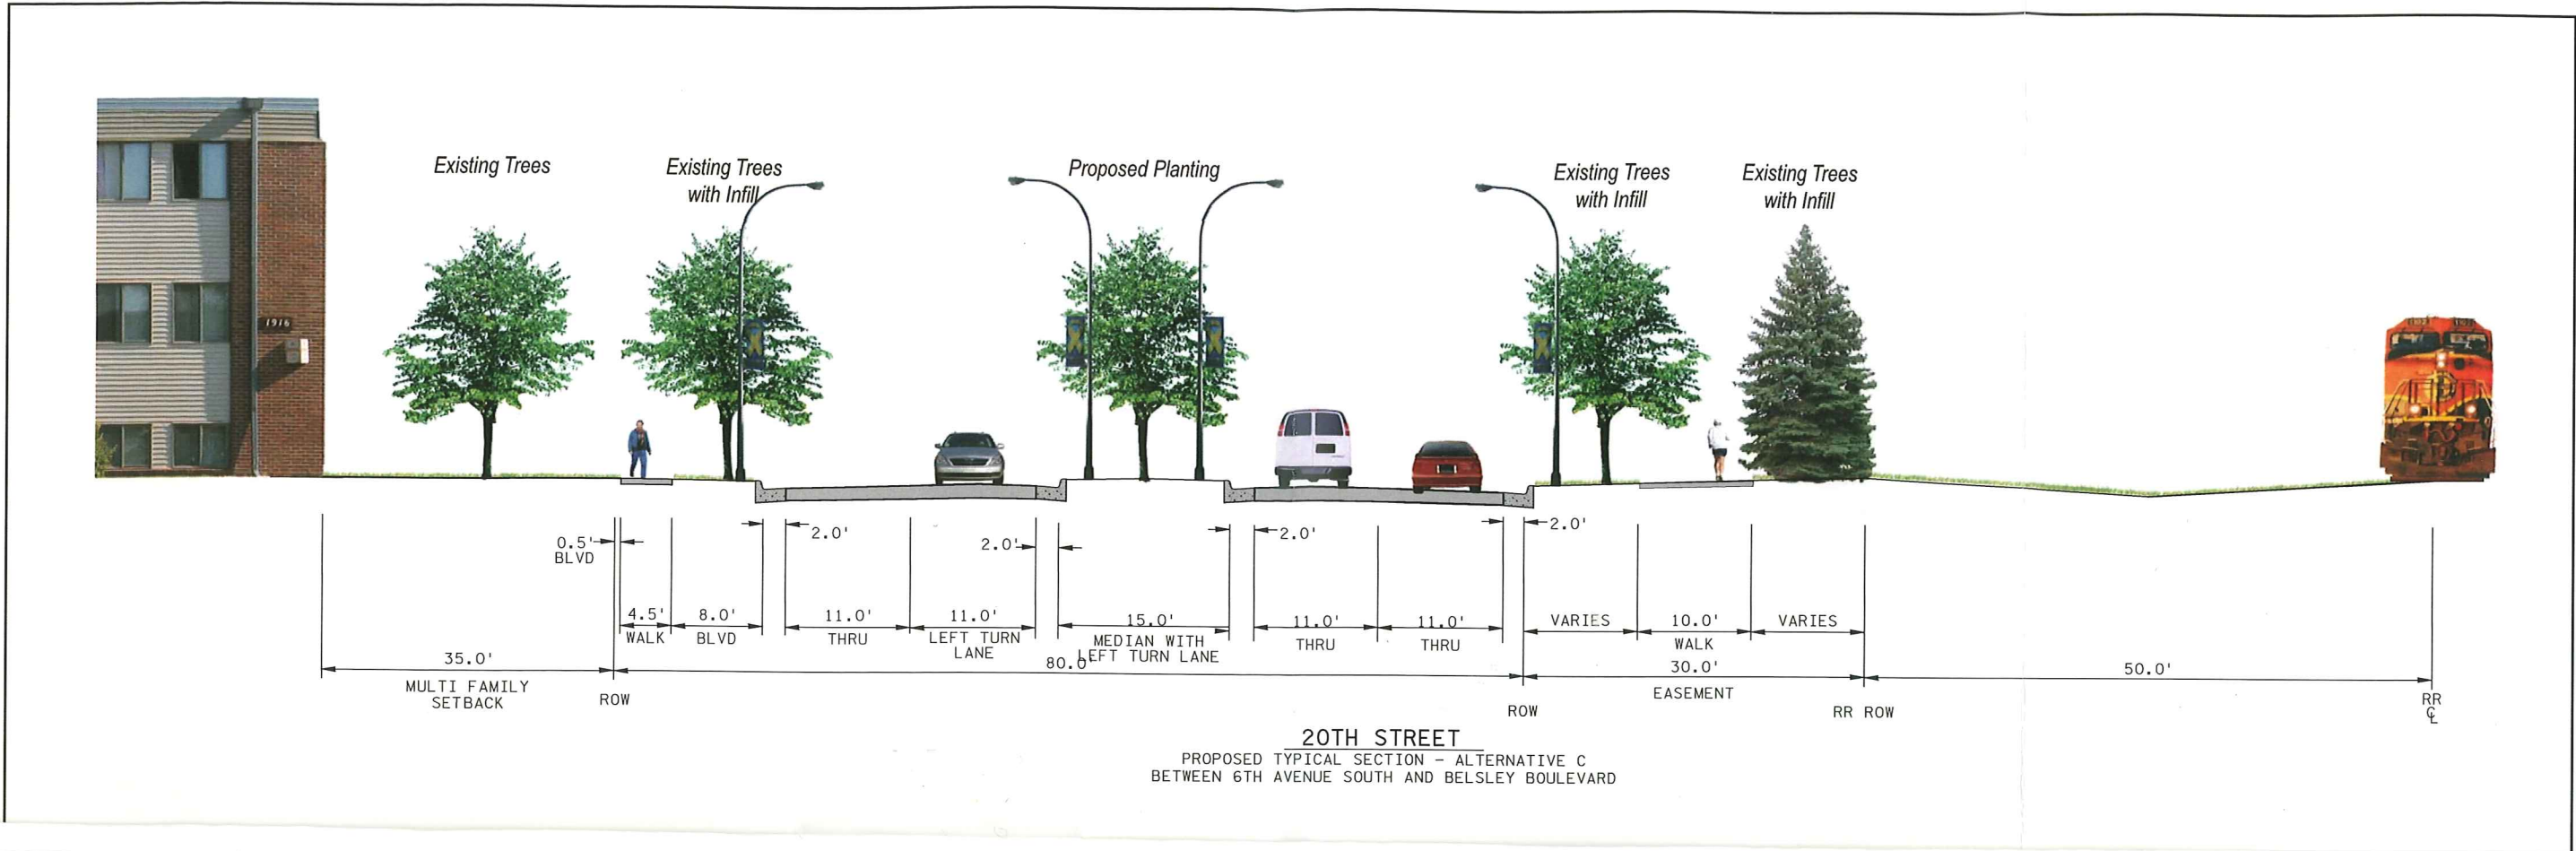 Existing Trees
Existing Trees
with Infill
Proposed Planting
Existing Trees
with Infill
Existing Trees
with Infill
1916
0.5'
BLVD
2.0'
2.0'
2.0'
2.0'
4.5'
WALK
8.0'
BLVD
11.0'
THRU
11.0'
LEFT TURN
LANE
15.0'
MEDIAN WITH
LEFT TURN LANE
11.0'
THRU
11.0'
THRU
VARIES
10.0'
WALK
VARIES
35.0'
MULTI FAMILY
SETBACK
ROW
80.0'
ROW
30.0'
EASEMENT
RR ROW
50.0'
RR
℄
20TH STREET
PROPOSED TYPICAL SECTION - ALTERNATIVE C
BETWEEN 6TH AVENUE SOUTH AND BELSLEY BOULEVARD